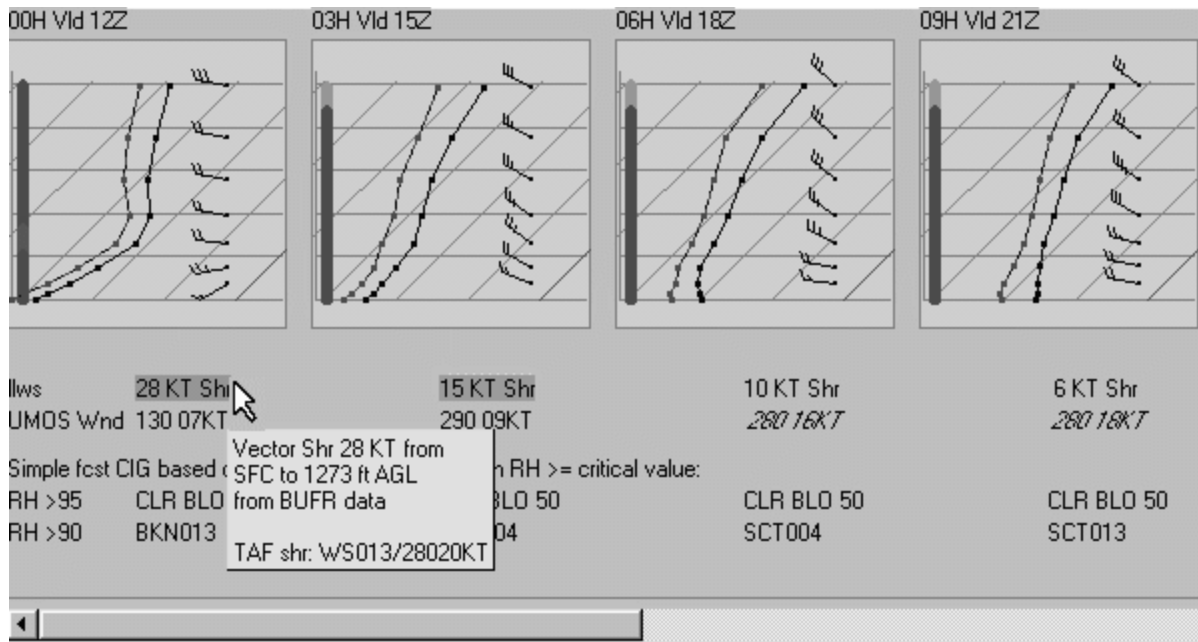 00H Vld 12Z 03H Vld 15Z 06H Vld 18Z 09H Vld 21Z
llws 28 KT Shr 15 KT Shr 10 KT Shr 6 KT Shr
UMOS Wnd 130 07KT 290 09KT 280 16KT 280 18KT
Vector Shr 28 KT from
SFC to 1273 ft AGL
from BUFR data
TAF shr: WS013/28020KT
Simple fcst CIG based RH >= critical value:
RH >95 CLR BLO BLO 50 CLR BLO 50 CLR BLO 50
RH >90 BKN013 04 SCT004 SCT013